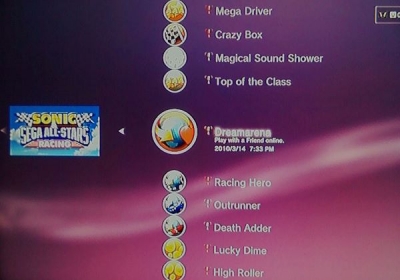 Mega Driver
Crazy Box
Magical Sound Shower
Top of the Class
SONIC
SEGA ALL-STARS
RACING
Dreamarena
Play with a Friend online.
2010/3/14 7:33 PM
Racing Hero
Outrunner
Death Adder
Lucky Dime
High Roller